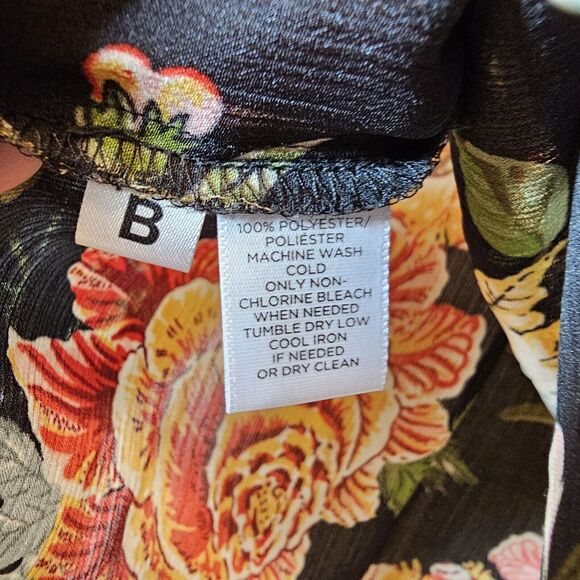 B
100% POLYESTER/
POLIÉSTER
MACHINE WASH
COLD
ONLY NON-
CHLORINE BLEACH
WHEN NEEDED
TUMBLE DRY LOW
COOL IRON
IF NEEDED
OR DRY CLEAN